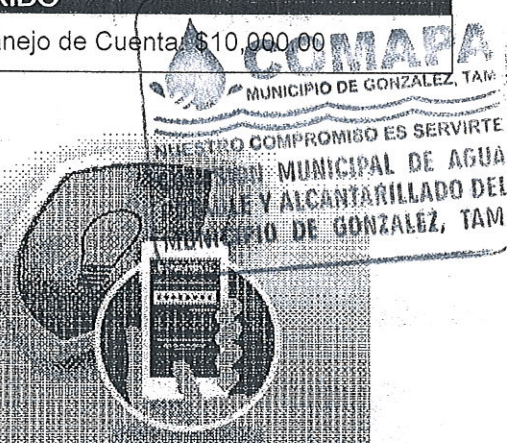 RIDO
nejo de Cuenta: $10,000.00
COMAPA
MUNICIPIO DE GONZALEZ, TAM
NUESTRO COMPROMISO ES SERVIRTE
MUNICIPAL DE AGUA
Y ALCANTARILLADO DEL
MUNICIPIO DE GONZALEZ, TAM